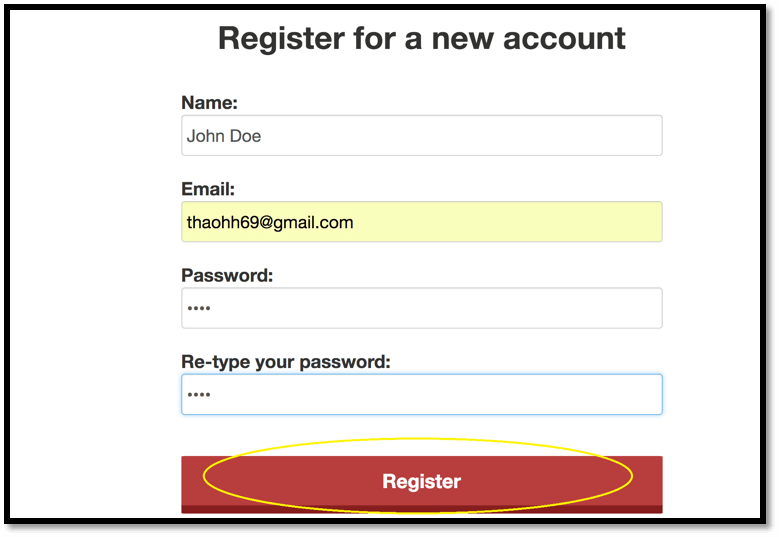 Register for a new account
Name:
John Doe
Email:
thaohh69@gmail.com
Password:
••••
Re-type your password:
••••
Register